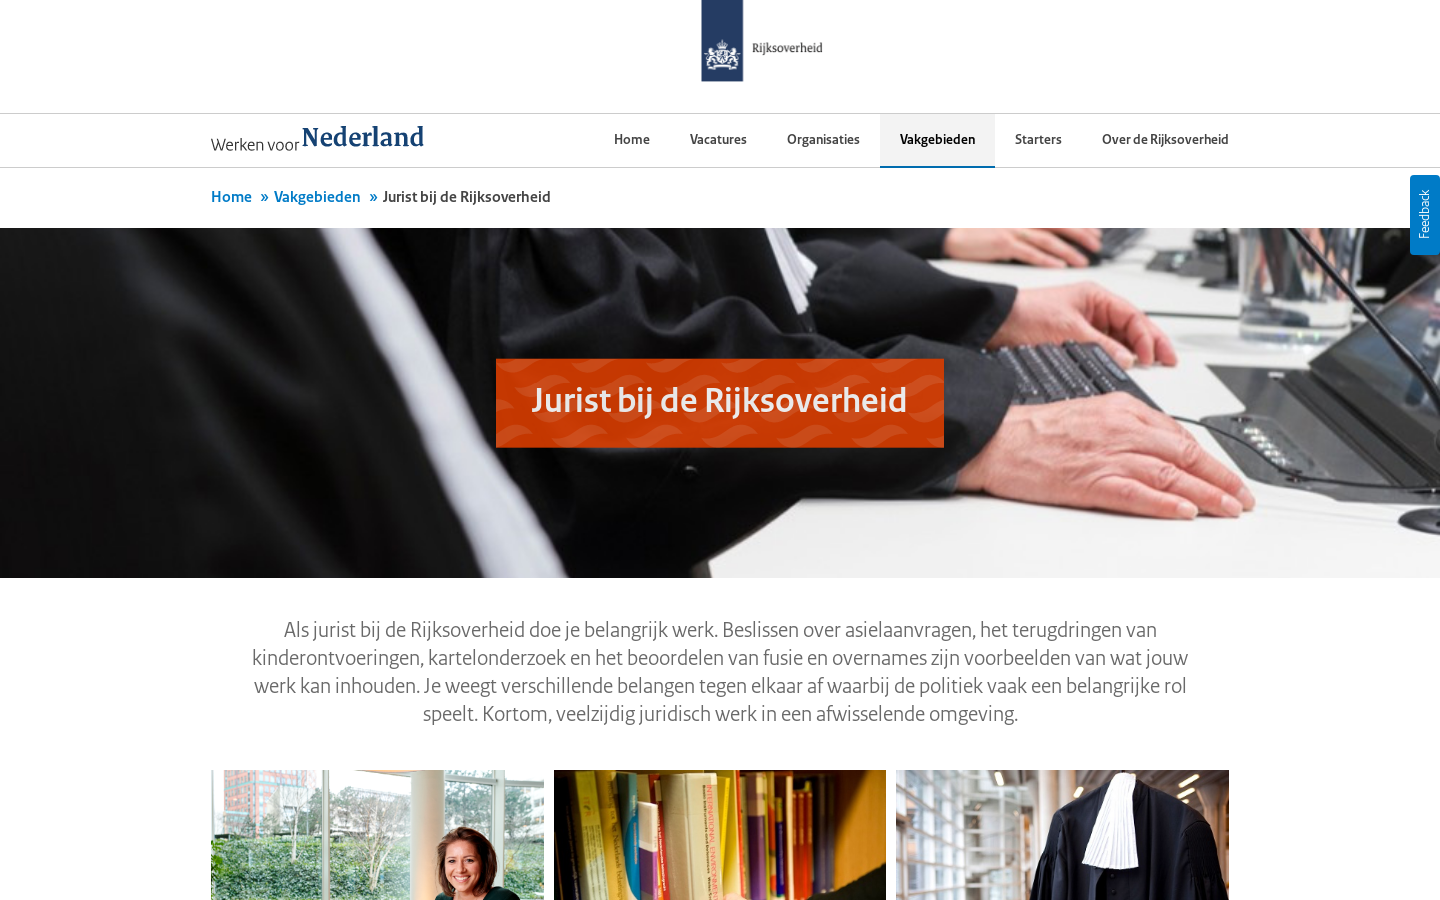 Rijksoverheid
Werken voor Nederland
Home
Vacatures
Organisaties
Vakgebieden
Starters
Over de Rijksoverheid
Home » Vakgebieden » Jurist bij de Rijksoverheid
Feedback
Jurist bij de Rijksoverheid
Als jurist bij de Rijksoverheid doe je belangrijk werk. Beslissen over asielaanvragen, het terugdringen van
kinderontvoeringen, kartelonderzoek en het beoordelen van fusie en overnames zijn voorbeelden van wat jouw
werk kan inhouden. Je weegt verschillende belangen tegen elkaar af waarbij de politiek vaak een belangrijke rol
speelt. Kortom, veelzijdig juridisch werk in een afwisselende omgeving.